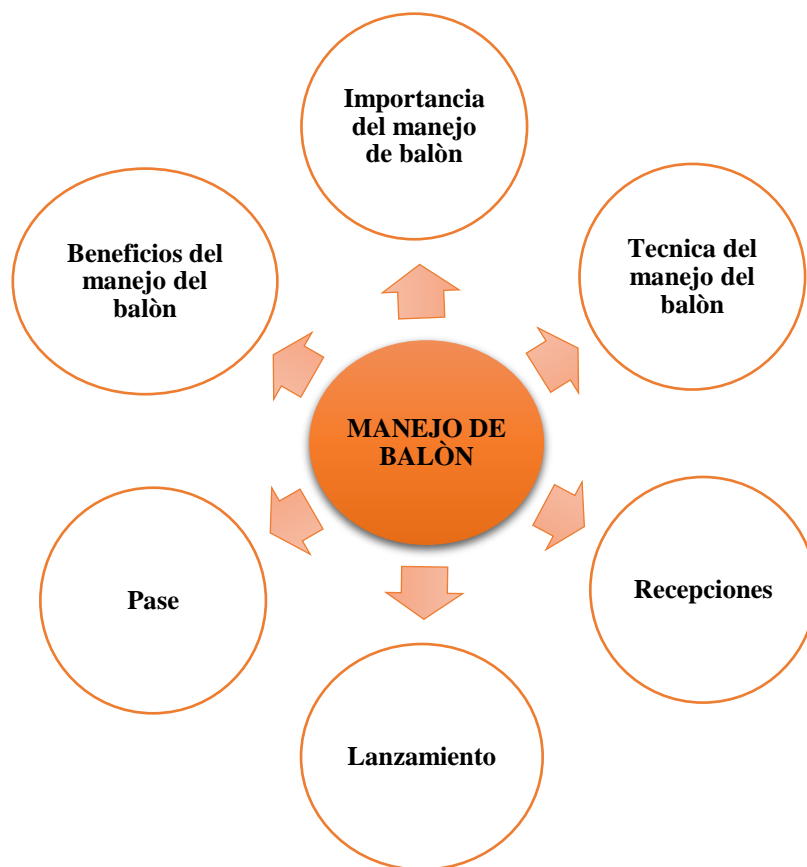 Importancia
del manejo
de balòn
Beneficios del
manejo del
balòn
Tecnica del
manejo del
balòn
MANEJO DE
BALÒN
Pase
Recepciones
Lanzamiento